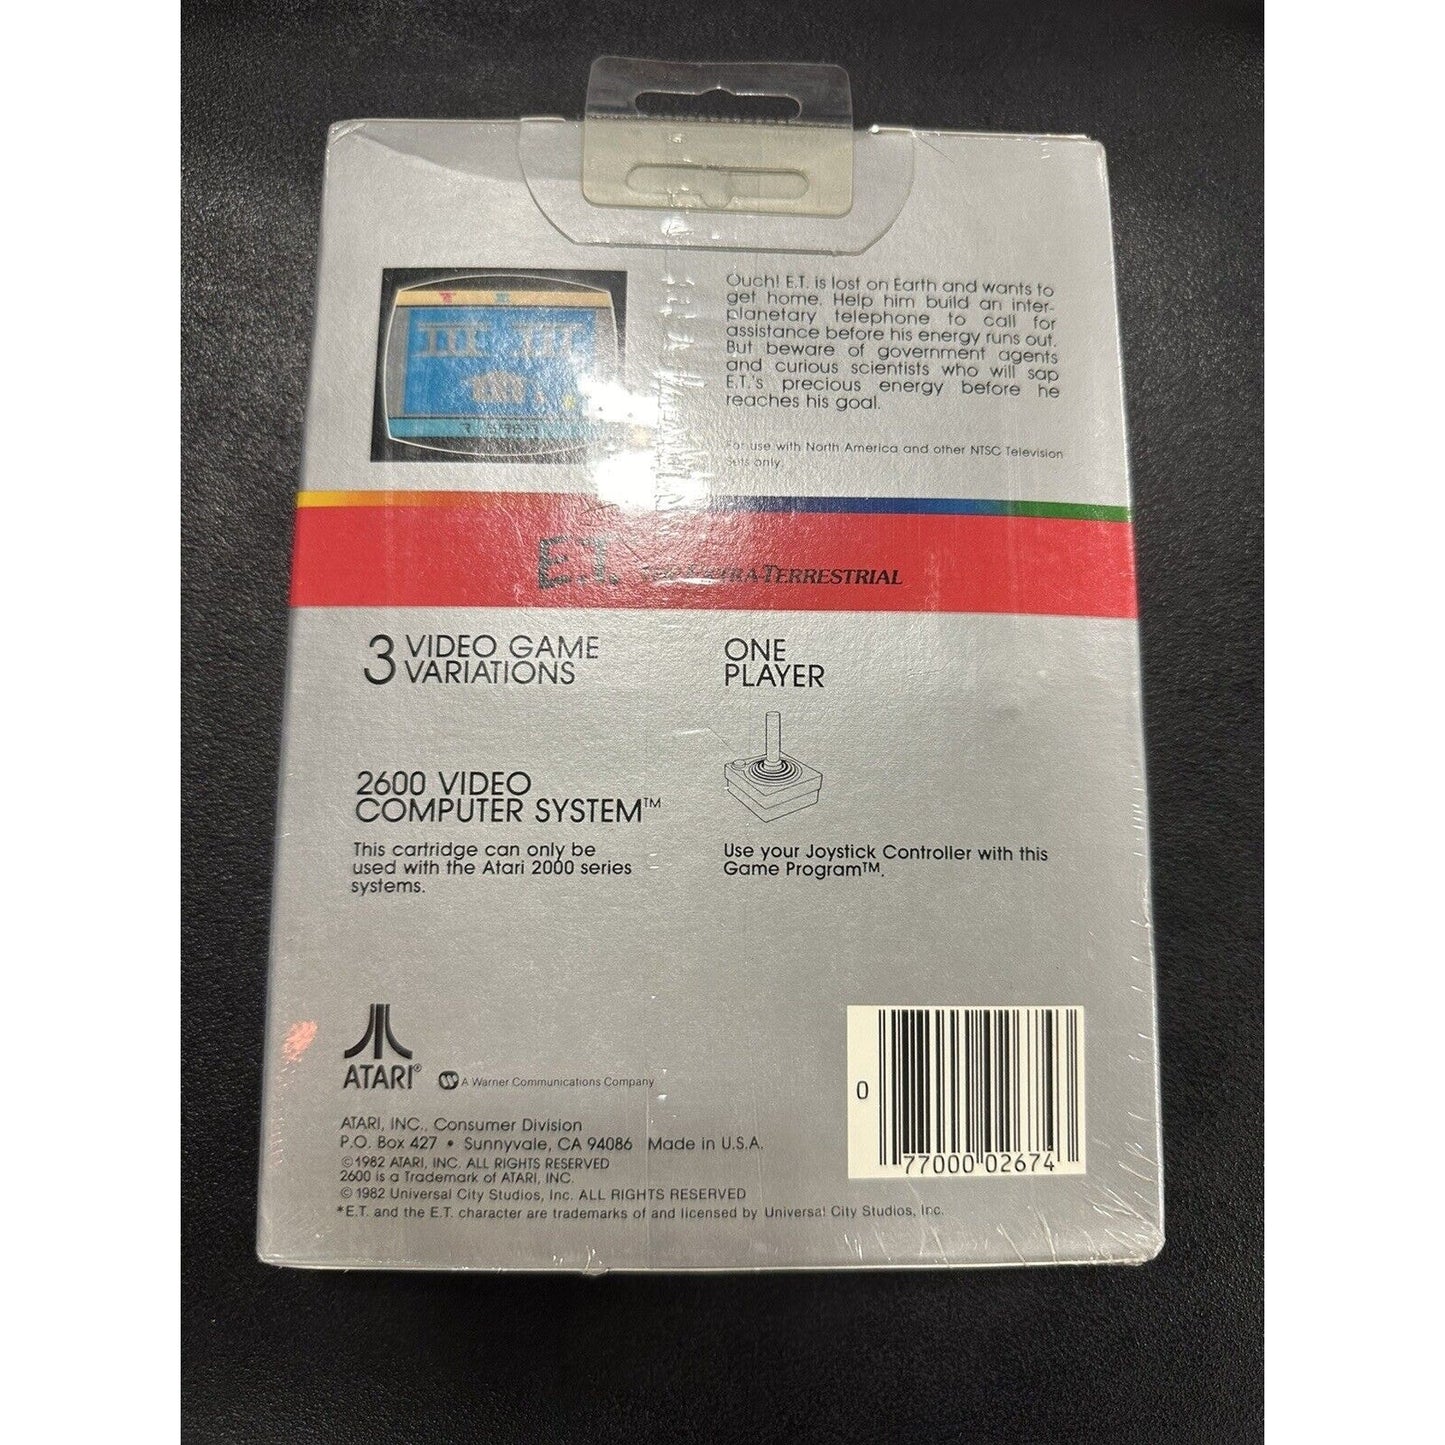 Ouch! E.T. is lost on Earth and wants to
get home. Help him build an inter-
planetary telephone to call for
assistance before his energy runs out.
But beware of government agents
and curious scientists who will sap
E.T.'s precious energy before he
reaches his goal.
For use with North America and other NTSC Television
Sets only.
E.T. THE EXTRA-TERRESTRIAL
3 VIDEO GAME
VARIATIONS
ONE
PLAYER
2600 VIDEO
COMPUTER SYSTEM™
This cartridge can only be
used with the Atari 2000 series
systems.
Use your Joystick Controller with this
Game Program™.
ATARI®
A Warner Communications Company
ATARI, INC., Consumer Division
P.O. Box 427 • Sunnyvale, CA 94086 Made in U.S.A.
©1982 ATARI, INC. ALL RIGHTS RESERVED
2600 is a Trademark of ATARI, INC.
©1982 Universal City Studios, Inc. ALL RIGHTS RESERVED
*E.T. and the E.T. character are trademarks of and licensed by Universal City Studios, Inc.
0 77000 02674